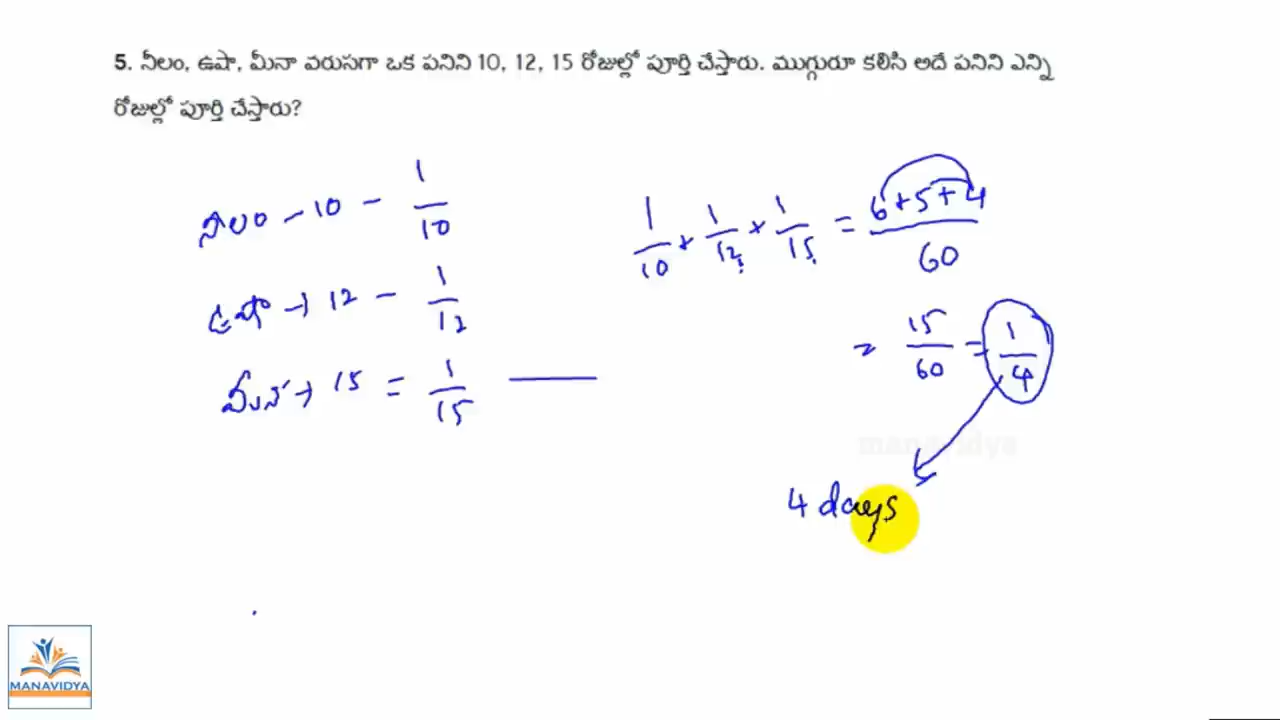 5. నీలం, ఉషా, మీనా వరుసగా ఒక పనిని 10, 12, 15 రోజుల్లో పూర్తి చేస్తారు. ముగ్గురూ కలిసి అదే పనిని ఎన్ని
రోజుల్లో పూర్తి చేస్తారు?
నీలం – 10 – 1/10
ఉషా → 12 – 1/12
మీనా → 15 = 1/15
1/10 + 1/12 + 1/15 = 6+5+4/60
= 15/60 = 1/4
manavidya
4 days
MANAVIDYA